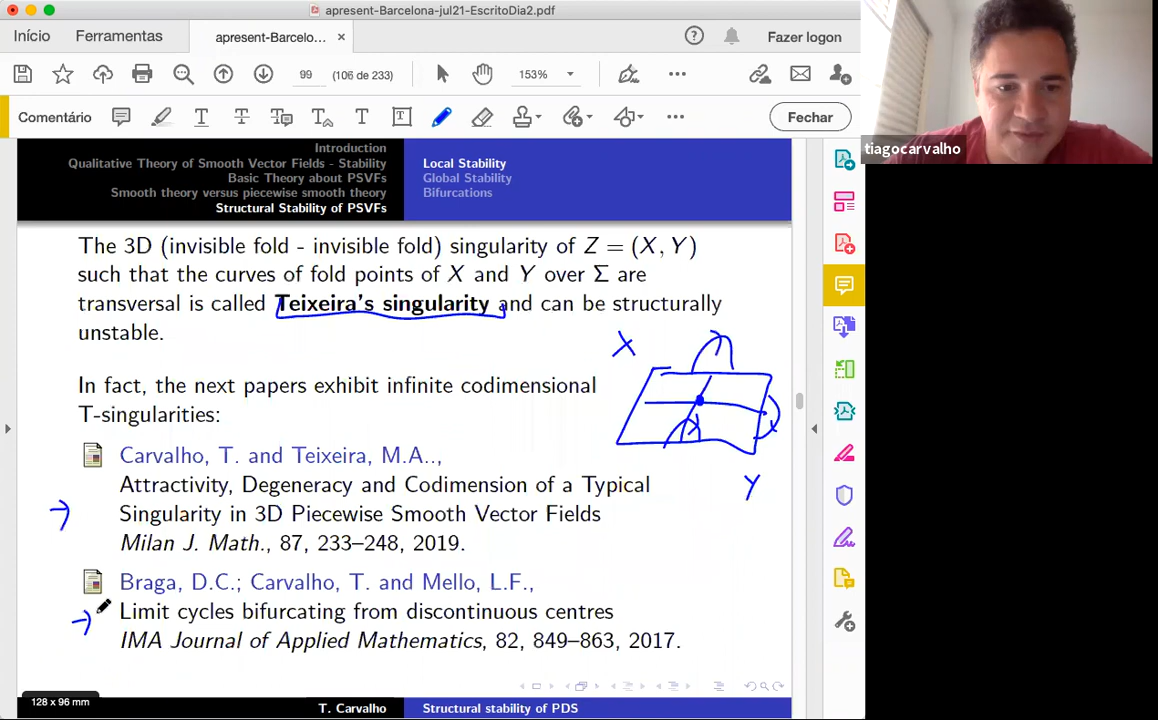 apresent-Barcelona-jul21-EscritoDia2.pdf
Início Ferramentas apresent-Barcelo... Fazer logon
99 (106 de 233) 153%
Comentário Fechar
tiagocarvalho
Introduction
Qualitative Theory of Smooth Vector Fields - Stability
Basic Theory about PSVFs
Smooth theory versus piecewise smooth theory
Structural Stability of PSVFs
Local Stability
Global Stability
Bifurcations
The 3D (invisible fold - invisible fold) singularity of Z = (X, Y)
such that the curves of fold points of X and Y over Σ are
transversal is called Teixeira's singularity and can be structurally
unstable.
X
In fact, the next papers exhibit infinite codimensional
T-singularities:
Y
Carvalho, T. and Teixeira, M.A..,
Attractivity, Degeneracy and Codimension of a Typical
Singularity in 3D Piecewise Smooth Vector Fields
Milan J. Math., 87, 233–248, 2019.
Braga, D.C.; Carvalho, T. and Mello, L.F.,
Limit cycles bifurcating from discontinuous centres
IMA Journal of Applied Mathematics, 82, 849–863, 2017.
128 x 96 mm
T. Carvalho Structural stability of PDS